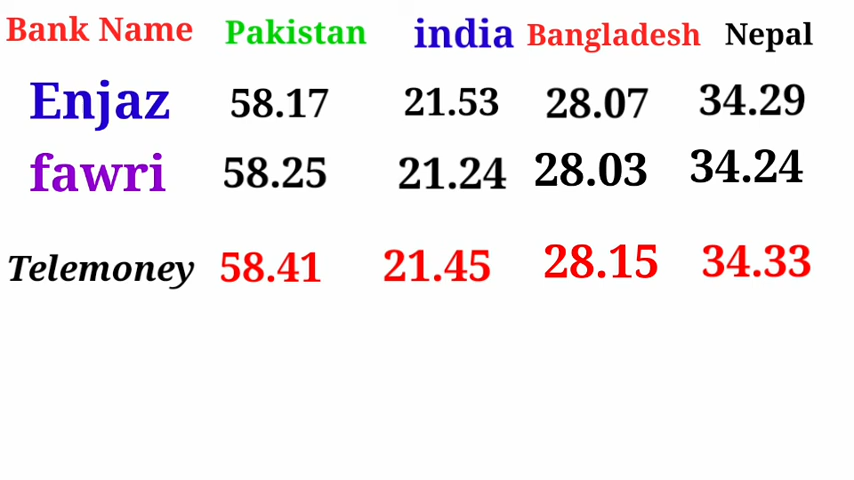 Bank Name Pakistan india Bangladesh Nepal
Enjaz 58.17 21.53 28.07 34.29
fawri 58.25 21.24 28.03 34.24
Telemoney 58.41 21.45 28.15 34.33